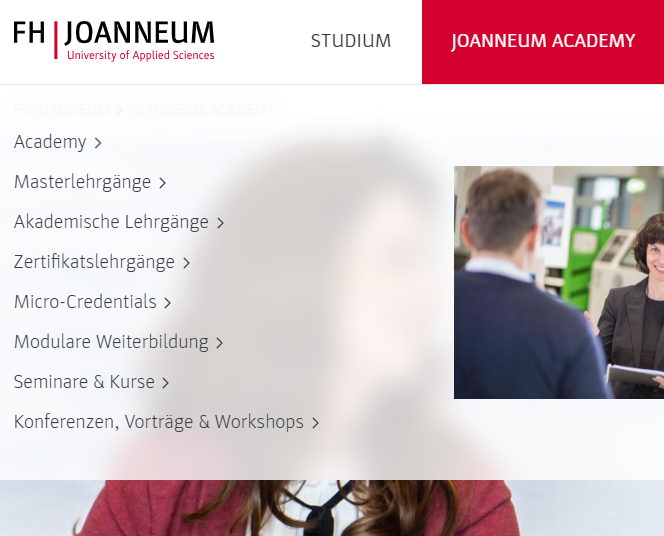 FH JOANNEUM
University of Applied Sciences
STUDIUM
JOANNEUM ACADEMY
FH JOANNEUM > JOANNEUM ACADEMY
Academy >
Masterlehrgänge >
Akademische Lehrgänge >
Zertifikatslehrgänge >
Micro-Credentials >
Modulare Weiterbildung >
Seminare & Kurse >
Konferenzen, Vorträge & Workshops >